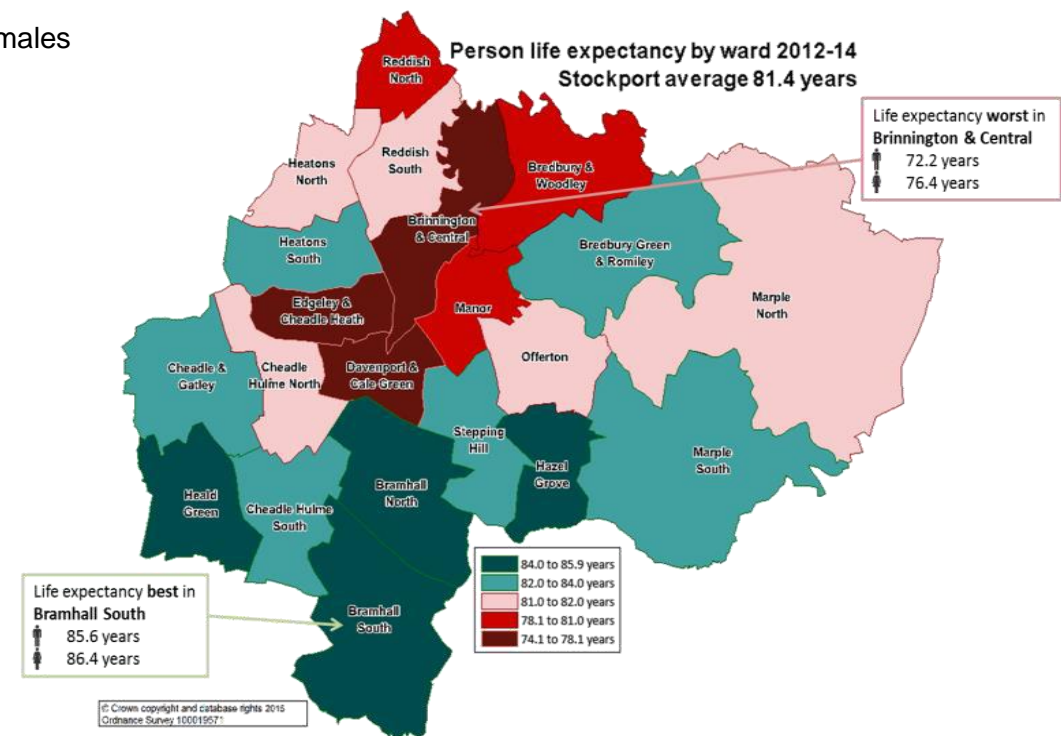 males
Person life expectancy by ward 2012-14
Stockport average 81.4 years
Life expectancy worst in
Brinnington & Central
72.2 years
76.4 years
Reddish
North
Heatons
North
Reddish
South
Bredbury &
Woodley
Brinnington
& Central
Heatons
South
Bredbury Green
& Romiley
Marple
North
Edgeley &
Cheadle Heath
Manor
Offerton
Cheadle &
Gatley
Cheadle
Hulme North
Davenport &
Cale Green
Stepping
Hill
Marple
South
Hazel
Grove
Heald
Green
Bramhall
North
Cheadle Hulme
South
84.0 to 85.9 years
82.0 to 84.0 years
81.0 to 82.0 years
78.1 to 81.0 years
74.1 to 78.1 years
Life expectancy best in
Bramhall South
85.6 years
86.4 years
Bramhall
South
© Crown copyright and database rights 2015
Ordnance Survey 100019571